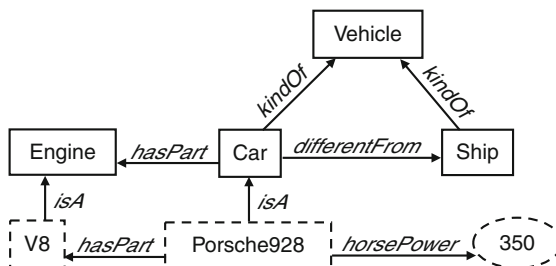 Vehicle
kindOf
kindOf
Engine
hasPart
Car
differentFrom
Ship
isA
isA
V8
hasPart
Porsche928
horsePower
350